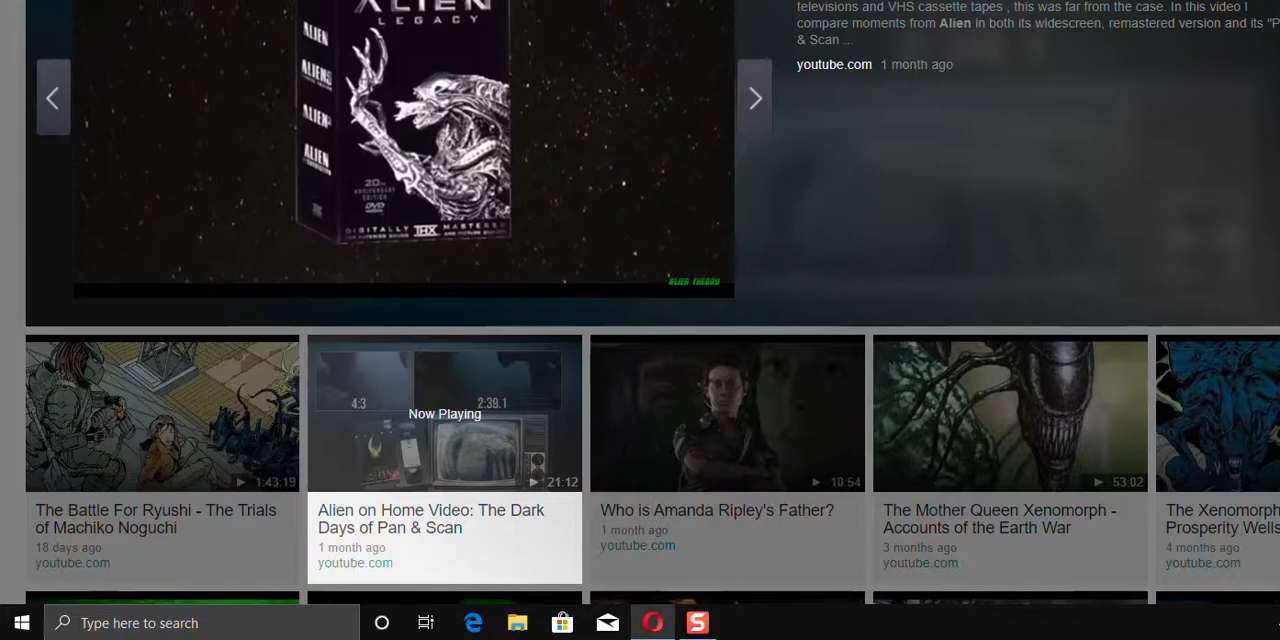 ALIEN
LEGACY
ALIEN
ALIENS
ALIEN³
ALIEN
20TH
ANNIVERSARY
EDITION
DVD
DIGITALLY THX MASTERED
ALIEN THEORY
televisions and VHS cassette tapes , this was far from the case. In this video I
compare moments from Alien in both its widescreen, remastered version and its "P
& Scan ...
youtube.com 1 month ago
1:43:19
The Battle For Ryushi - The Trials
of Machiko Noguchi
18 days ago
youtube.com
4:3
2:39.1
Now Playing
21:12
Alien on Home Video: The Dark
Days of Pan & Scan
1 month ago
youtube.com
10:54
Who is Amanda Ripley's Father?
1 month ago
youtube.com
53:02
The Mother Queen Xenomorph -
Accounts of the Earth War
3 months ago
youtube.com
The Xenomorph
Prosperity Wells
4 months ago
youtube.com
Type here to search